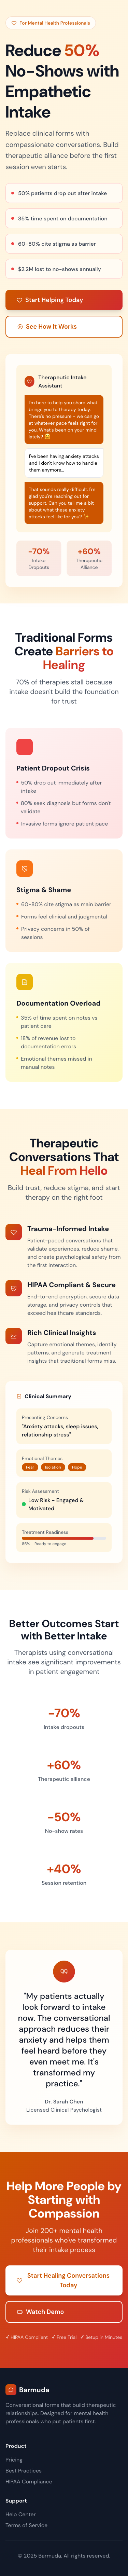 For Mental Health Professionals
Reduce 50%
No-Shows with
Empathetic
Intake
Replace clinical forms with
compassionate conversations. Build
therapeutic alliance before the first
session even starts.
50% patients drop out after intake
35% time spent on documentation
60-80% cite stigma as barrier
$2.2M lost to no-shows annually
Start Helping Today
See How It Works
Therapeutic Intake
Assistant
I'm here to help you share what
brings you to therapy today.
There's no pressure - we can go
at whatever pace feels right for
you. What's been on your mind
lately?
I've been having anxiety attacks
and I don't know how to handle
them anymore...
That sounds really difficult. I'm
glad you're reaching out for
support. Can you tell me a bit
about what these anxiety
attacks feel like for you? ✨
-70%
Intake
Dropouts
+60%
Therapeutic
Alliance
Traditional Forms
Create Barriers to
Healing
70% of therapies stall because
intake doesn't build the foundation
for trust
Patient Dropout Crisis
50% drop out immediately after
intake
80% seek diagnosis but forms don't
validate
Invasive forms ignore patient pace
Stigma & Shame
60-80% cite stigma as main barrier
Forms feel clinical and judgmental
Privacy concerns in 50% of
sessions
Documentation Overload
35% of time spent on notes vs
patient care
18% of revenue lost to
documentation errors
Emotional themes missed in
manual notes
Therapeutic
Conversations That
Heal From Hello
Build trust, reduce stigma, and start
therapy on the right foot
Trauma-Informed Intake
Patient-paced conversations that
validate experiences, reduce shame,
and create psychological safety from
the first interaction.
HIPAA Compliant & Secure
End-to-end encryption, secure data
storage, and privacy controls that
exceed healthcare standards.
Rich Clinical Insights
Capture emotional themes, identify
patterns, and generate treatment
insights that traditional forms miss.
Clinical Summary
Presenting Concerns
"Anxiety attacks, sleep issues,
relationship stress"
Emotional Themes
Fear
Isolation
Hope
Risk Assessment
Low Risk - Engaged &
Motivated
Treatment Readiness
85% - Ready to engage
Better Outcomes Start
with Better Intake
Therapists using conversational
intake see significant improvements
in patient engagement
-70%
Intake dropouts
+60%
Therapeutic alliance
-50%
No-show rates
+40%
Session retention
"My patients actually
look forward to intake
now. The conversational
approach reduces their
anxiety and helps them
feel heard before they
even meet me. It's
transformed my
practice."
Dr. Sarah Chen
Licensed Clinical Psychologist
Help More People by
Starting with
Compassion
Join 200+ mental health
professionals who've transformed
their intake process
Start Healing Conversations
Today
Watch Demo
✓ HIPAA Compliant ✓ Free Trial ✓ Setup in Minutes
Barmuda
Conversational forms that build therapeutic
relationships. Designed for mental health
professionals who put patients first.
Product
Pricing
Best Practices
HIPAA Compliance
Support
Help Center
Terms of Service
© 2025 Barmuda. All rights reserved.